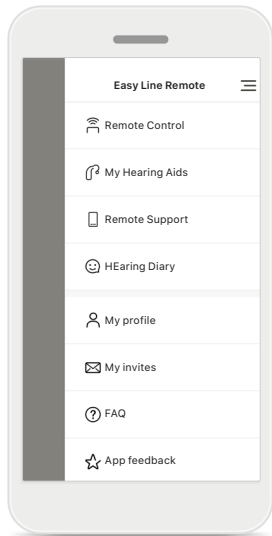 Easy Line Remote
Remote Control
My Hearing Aids
Remote Support
HEaring Diary
My profile
My invites
FAQ
App feedback